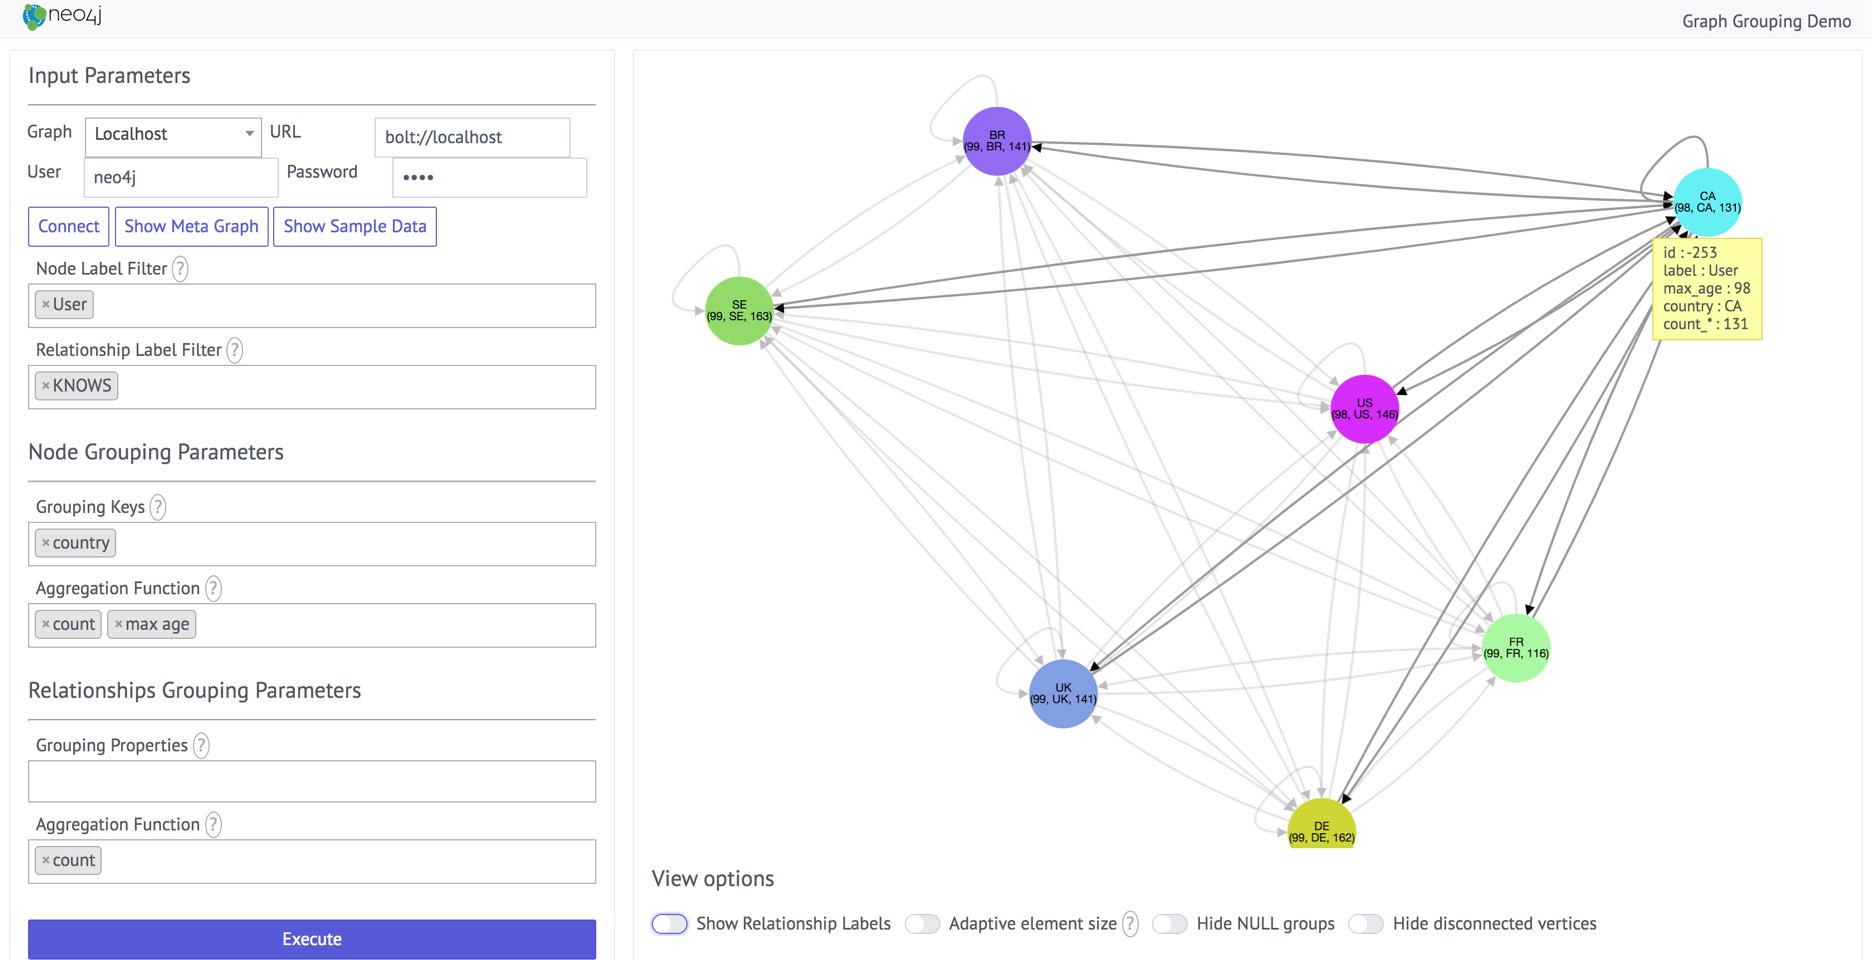 neo4j
Graph Grouping Demo
Input Parameters
Graph Localhost URL bolt://localhost
User neo4j Password ••••
Connect Show Meta Graph Show Sample Data
Node Label Filter ?
× User
Relationship Label Filter ?
× KNOWS
Node Grouping Parameters
Grouping Keys ?
× country
Aggregation Function ?
× count × max age
Relationships Grouping Parameters
Grouping Properties ?
Aggregation Function ?
× count
Execute
BR
(99, BR, 141)
CA
(98, CA, 131)
id : -253
label : User
max_age : 98
country : CA
count_* : 131
SE
(99, SE, 163)
US
(98, US, 146)
FR
(99, FR, 116)
UK
(99, UK, 141)
DE
(99, DE, 162)
View options
Show Relationship Labels Adaptive element size ? Hide NULL groups Hide disconnected vertices